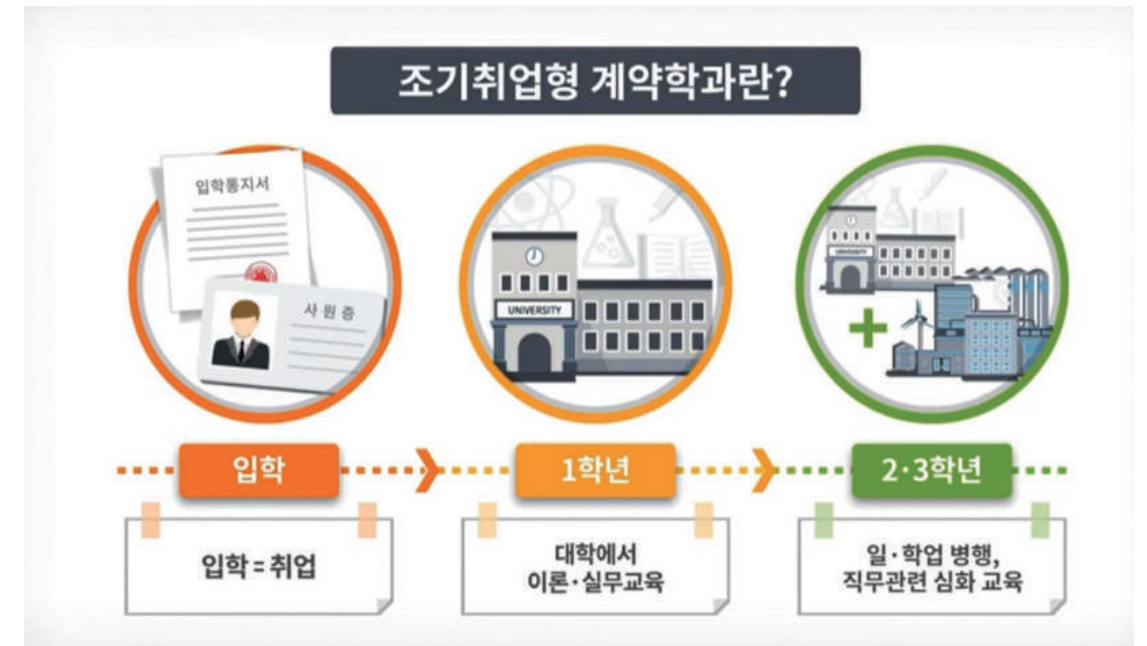 조기취업형 계약학과란?
입학통지서
사원증
UNIVERSITY
UNIVERSITY
입학
1학년
2·3학년
입학 = 취업
대학에서
이론·실무교육
일·학업 병행,
직무관련 심화 교육